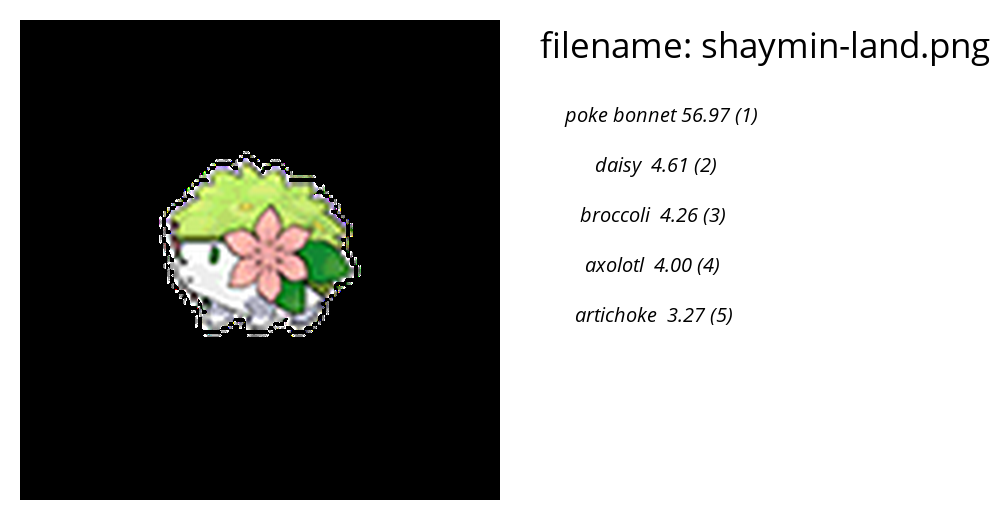 filename: shaymin-land.png
poke bonnet 56.97 (1)
daisy 4.61 (2)
broccoli 4.26 (3)
axolotl 4.00 (4)
artichoke 3.27 (5)